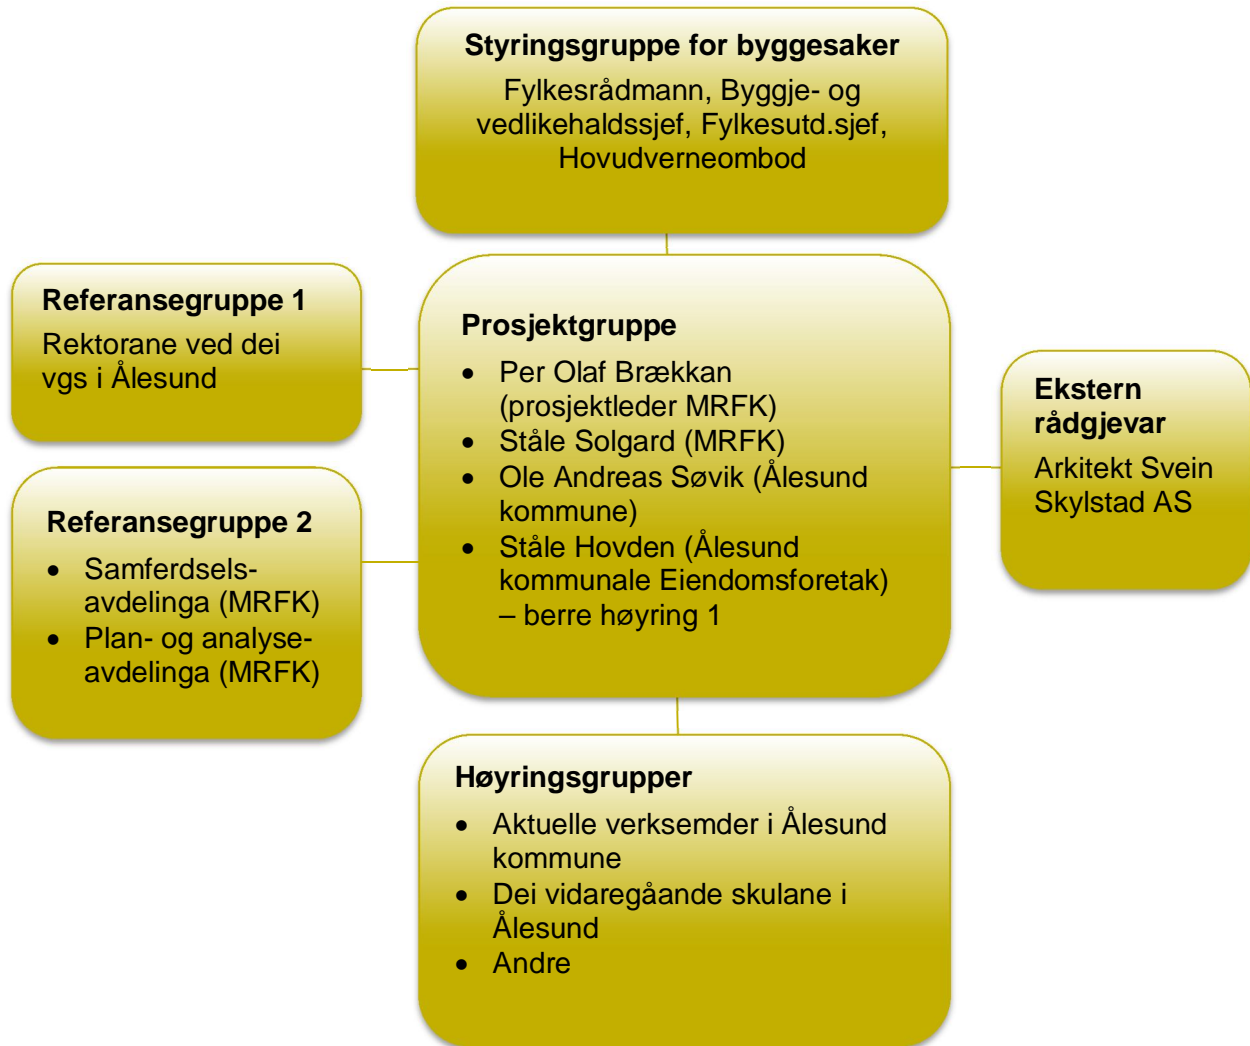 Styringsgruppe for byggesaker
Fylkesrådmann, Byggje- og
vedlikehaldssjef, Fylkesutd.sjef,
Hovudverneombod
Referansegruppe 1
Rektorane ved dei
vgs i Ålesund
Referansegruppe 2
• Samferdsels-
avdelinga (MRFK)
• Plan- og analyse-
avdelinga (MRFK)
Prosjektgruppe
• Per Olaf Brækkan
(prosjektleder MRFK)
• Ståle Solgard (MRFK)
• Ole Andreas Søvik (Ålesund
kommune)
• Ståle Hovden (Ålesund
kommunale Eiendomsforetak)
– berre høyring 1
Ekstern
rådgjevar
Arkitekt Svein
Skylstad AS
Høyringsgrupper
• Aktuelle verksemder i Ålesund
kommune
• Dei vidaregåande skulane i
Ålesund
• Andre